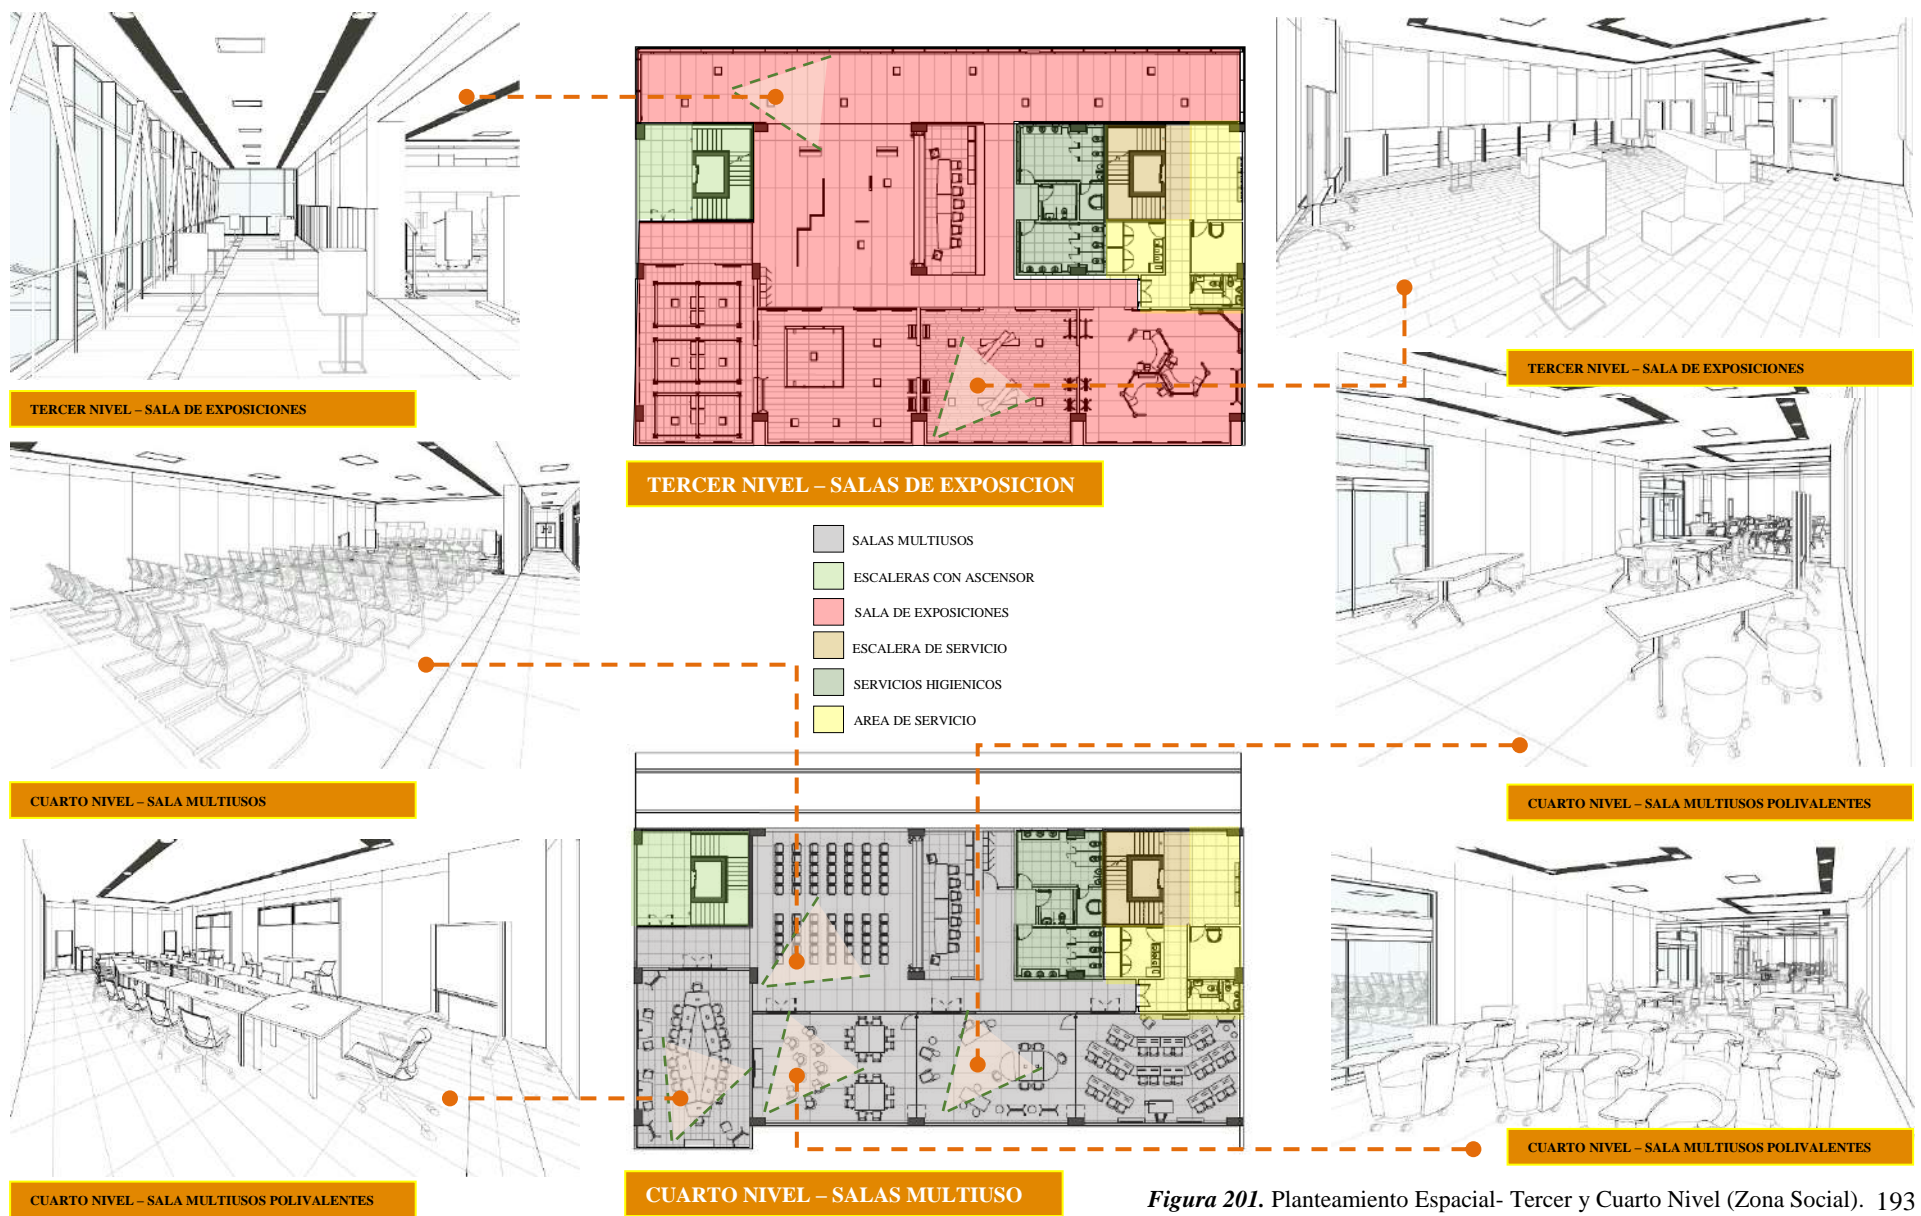 TERCER NIVEL – SALA DE EXPOSICIONES
TERCER NIVEL – SALA DE EXPOSICIONES
TERCER NIVEL – SALAS DE EXPOSICION
SALAS MULTIUSOS
ESCALERAS CON ASCENSOR
SALA DE EXPOSICIONES
ESCALERA DE SERVICIO
SERVICIOS HIGIENICOS
AREA DE SERVICIO
CUARTO NIVEL – SALA MULTIUSOS
CUARTO NIVEL – SALA MULTIUSOS POLIVALENTES
CUARTO NIVEL – SALA MULTIUSOS POLIVALENTES
CUARTO NIVEL – SALA MULTIUSOS POLIVALENTES
CUARTO NIVEL – SALAS MULTIUSO
Figura 201. Planteamiento Espacial- Tercer y Cuarto Nivel (Zona Social). 193